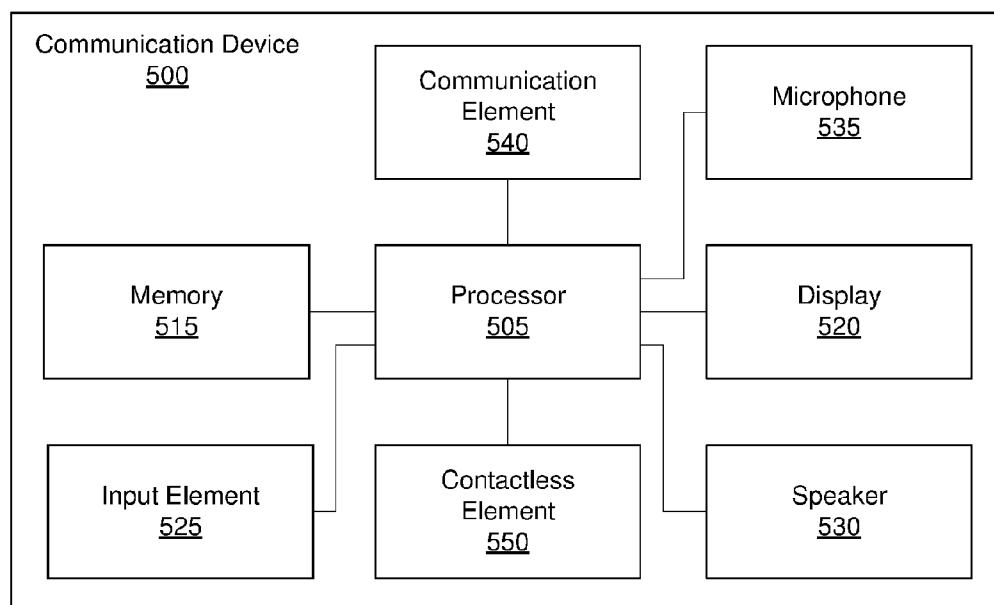 Communication Device
500
Communication
Element
540
Microphone
535
Memory
515
Processor
505
Display
520
Input Element
525
Contactless
Element
550
Speaker
530